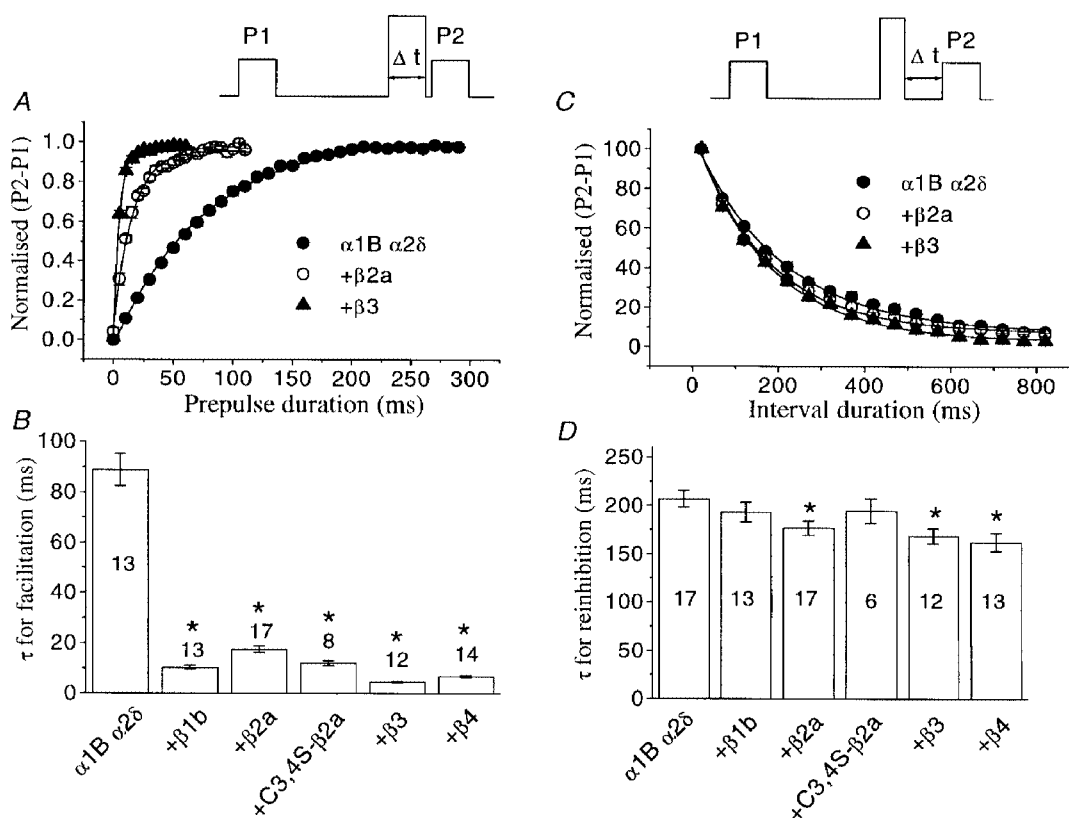 P1
Δ t
P2
A
Normalised (P2-P1)
1.0
0.8
0.6
0.4
0.2
0.0
α1B α2δ
+β2a
+β3
0
50
100
150
200
250
300
Prepulse duration (ms)
P1
Δ t
P2
C
Normalised (P2-P1)
100
80
60
40
20
0
α1B α2δ
+β2a
+β3
0
200
400
600
800
Interval duration (ms)
B
τ for facilitation (ms)
100
80
60
40
20
0
13
*
13
*
17
*
8
*
12
*
14
α1B α2δ
+β1b
+β2a
+C3,4S-β2a
+β3
+β4
D
τ for reinhibition (ms)
250
200
150
100
50
0
17
13
*
17
6
*
12
*
13
α1B α2δ
+β1b
+β2a
+C3,4S-β2a
+β3
+β4